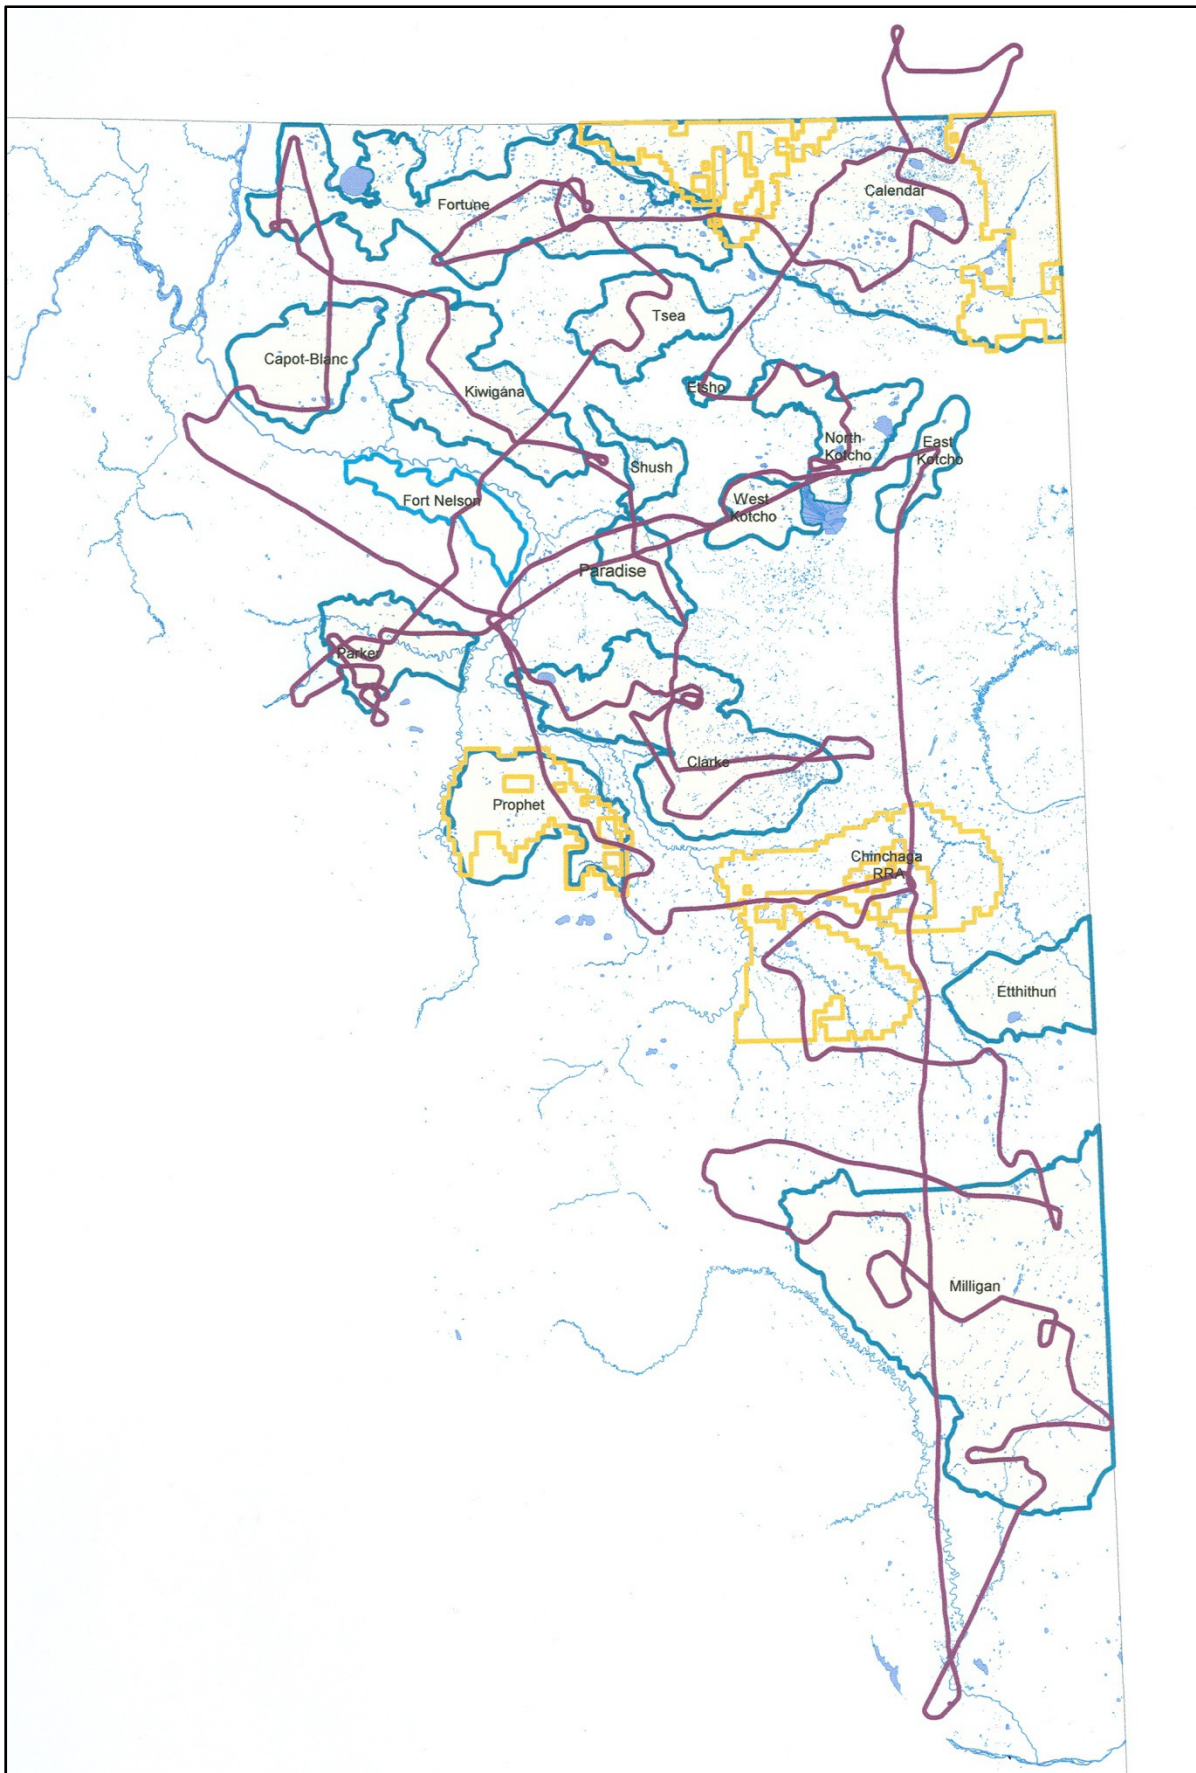 Calendar
Fortune
Tsea
Capot-Blanc
Etsho
Kiwigana
North
Kotcho
East
Kotcho
Shush
Fort Nelson
West
Kotcho
Paradise
Parker
Clarke
Prophet
Chinchaga
RRA
Etthithun
Milligan